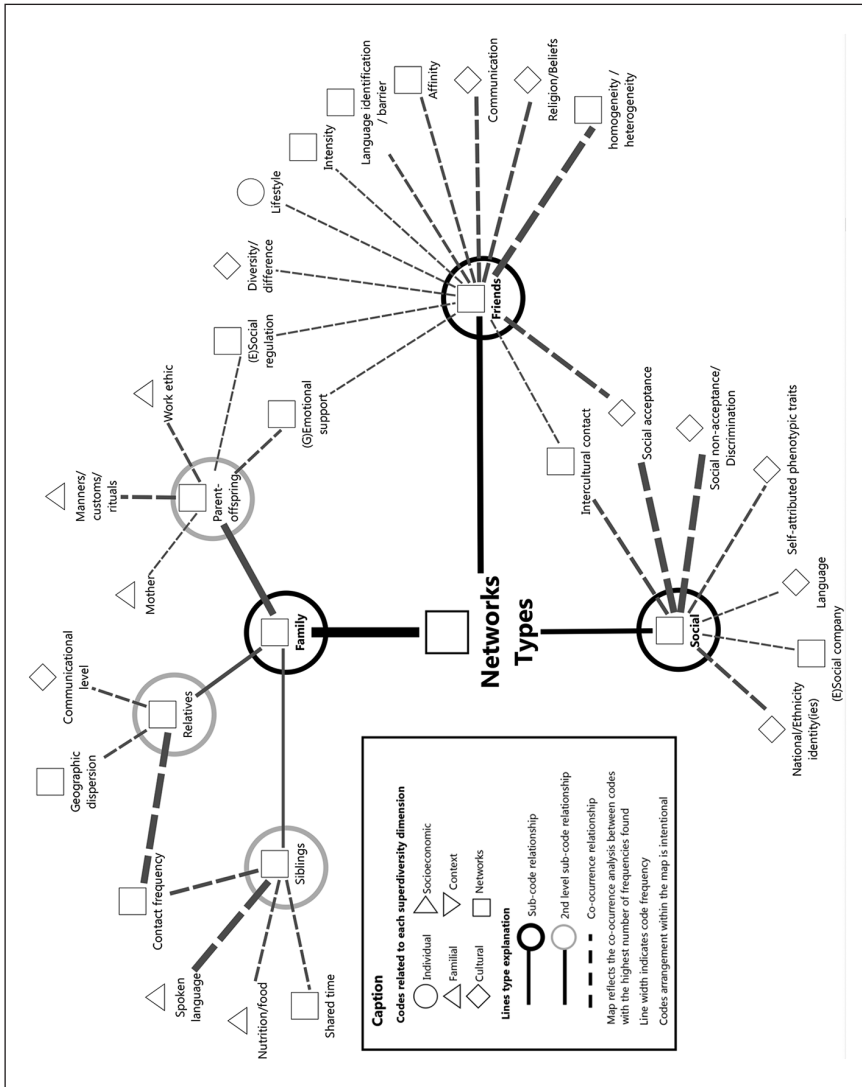 Spoken
language
Nutrition/food
Shared time
Contact frequency
Siblings
Geographic
dispersion
Communicational
level
Relatives
Mother
Manners/
customs/
rituals
Work ethic
Parent-
offspring
Family
(E)Social
regulation
(G)Emotional
support
Diversity/
difference
Lifestyle
Intensity
Language identification
/ barrier
Affinity
Communication
Religion/Beliefs
homogeneity /
heterogeneity
Friends
Networks
Types
Intercultural contact
Social acceptance
Social non-acceptance/
Discrimination
Self-attributed phenotypic traits
Language
(E)Social company
National/Ethnicity
identity(ies)
Social
Caption
Codes related to each superdiversity dimension
Individual
Socioeconomic
Familial
Context
Cultural
Networks
Lines type explanation
Sub-code relationship
2nd level sub-code relationship
Co-ocurrence relationship
Map reflects the co-ocurrence analysis between codes
with the highest number of frequencies found
Line width indicates code frequency
Codes arrangement within the map is intentional